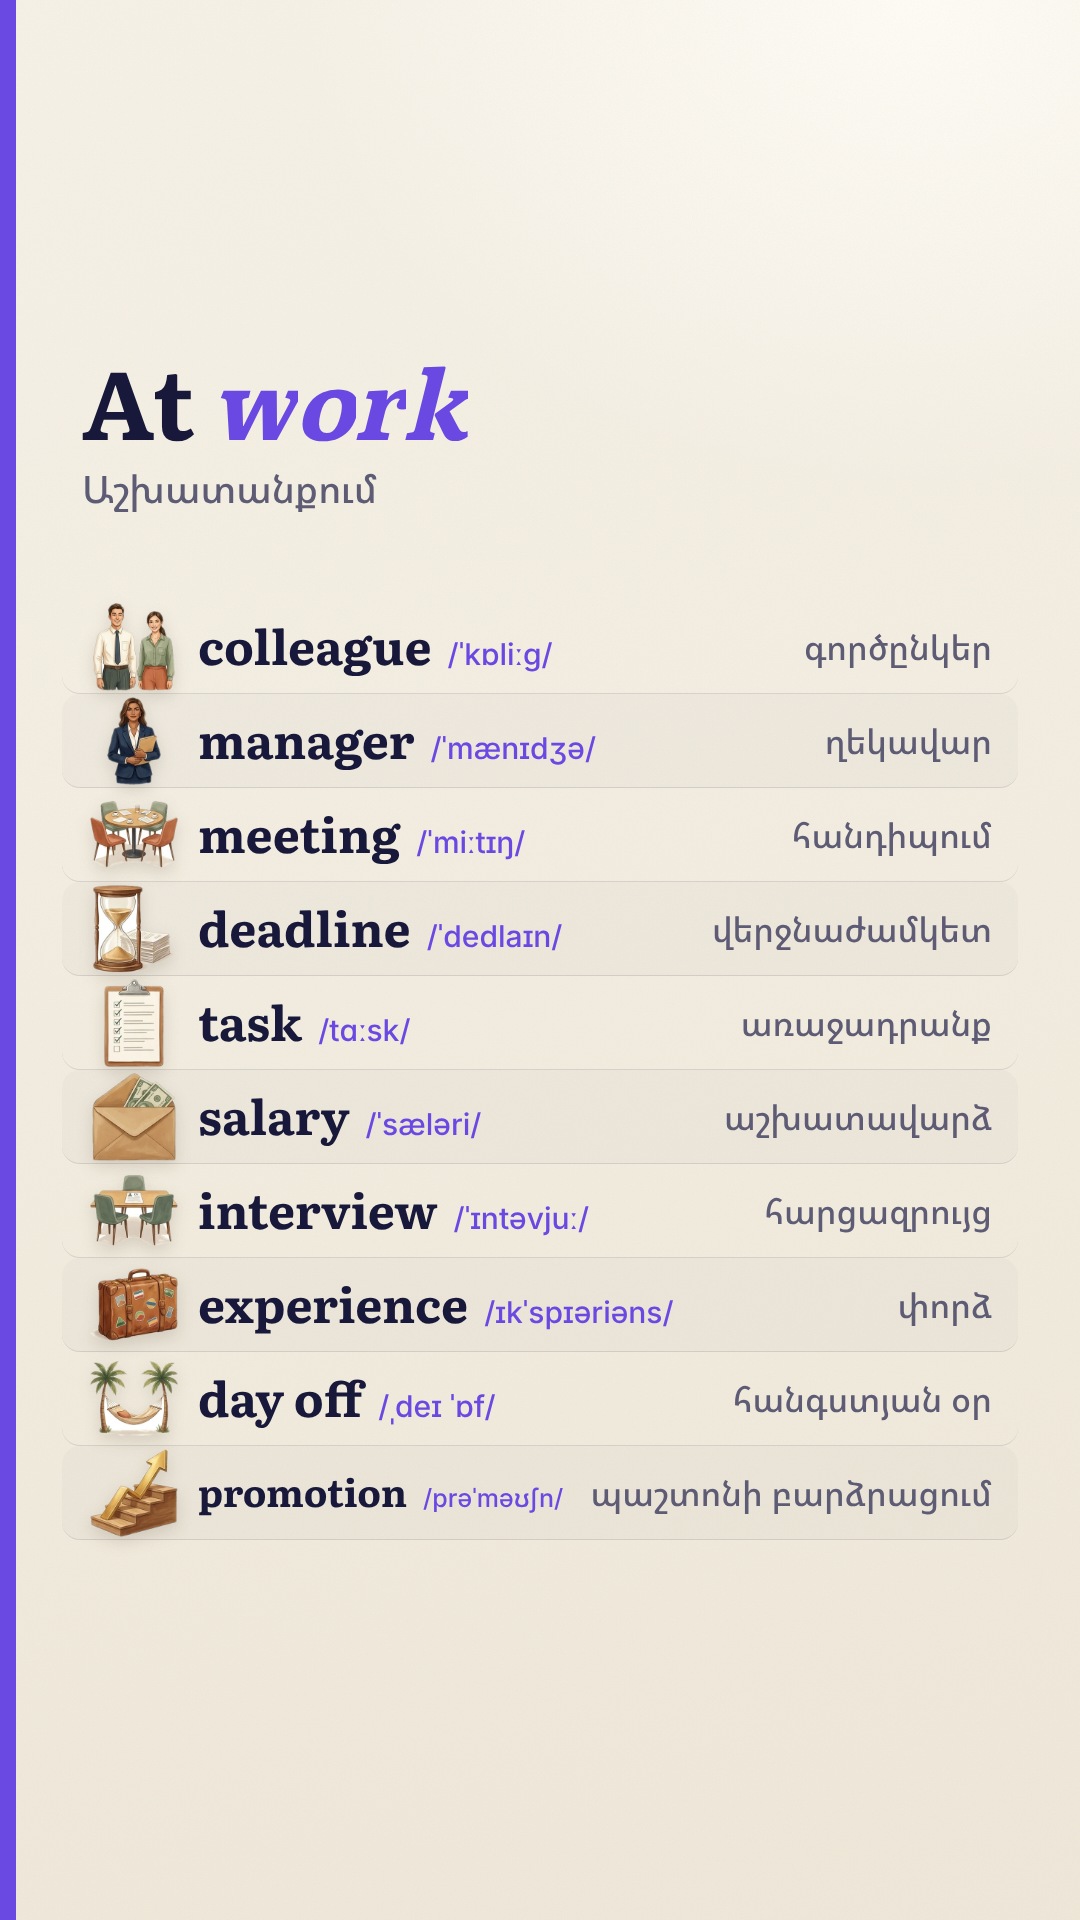 At work
Աշխատանքում
colleague /ˈkɒliːɡ/ գործընկեր
manager /ˈmænɪdʒə/ ղեկավար
meeting /ˈmiːtɪŋ/ հանդիպում
deadline /ˈdedlaɪn/ վերջնաժամկետ
task /tɑːsk/ առաջադրանք
salary /ˈsæləri/ աշխատավարձ
interview /ˈɪntəvjuː/ հարցազրույց
experience /ɪkˈspɪəriəns/ փորձ
day off /ˌdeɪ ˈɒf/ հանգստյան օր
promotion /prəˈməʊʃn/ պաշտոնի բարձրացում